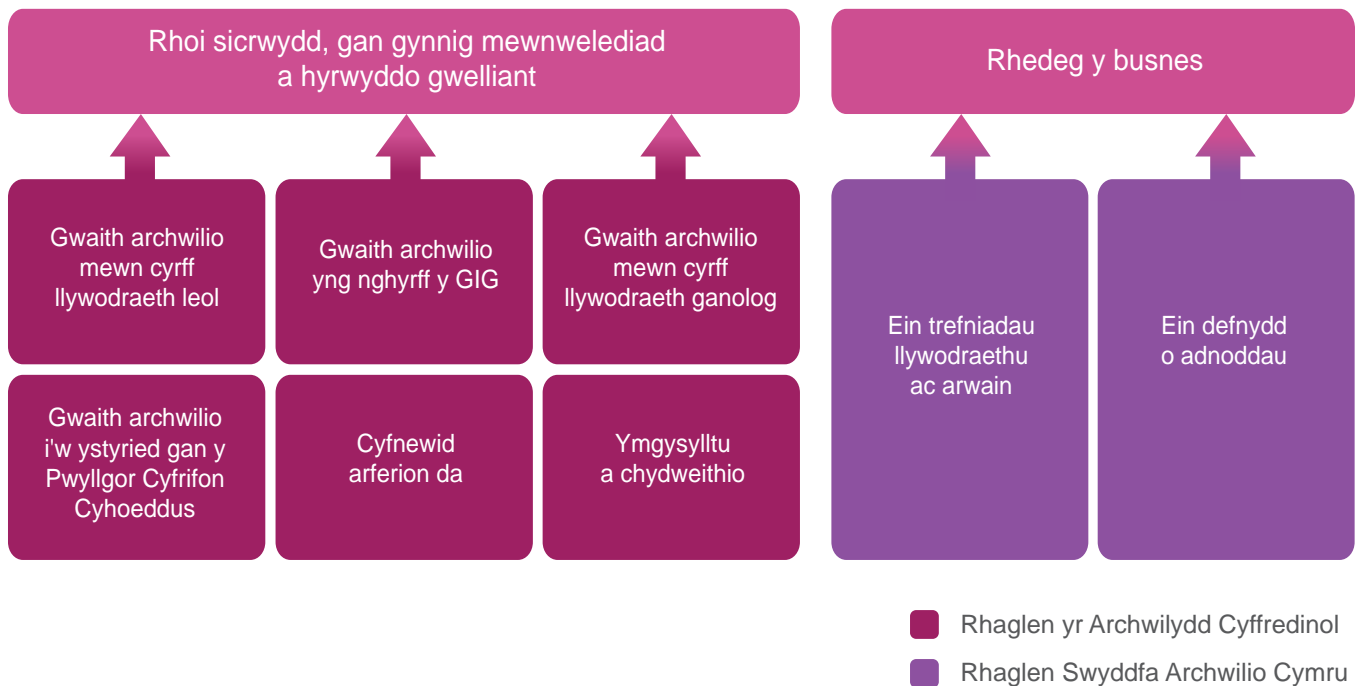 Rhoi sicrwydd, gan gynnig mewnwelediad
a hyrwyddo gwelliant
Rhedeg y busnes
Gwaith archwilio
mewn cyrff
llywodraeth leol
Gwaith archwilio
yng nghyrff y GIG
Gwaith archwilio
mewn cyrff
llywodraeth ganolog
Ein trefniadau
llywodraethu
ac arwain
Ein defnydd
o adnoddau
Gwaith archwilio
i'w ystyried gan y
Pwyllgor Cyfrifon
Cyhoeddus
Cyfnewid
arferion da
Ymgysylltu
a chydweithio
Rhaglen yr Archwilydd Cyffredinol
Rhaglen Swyddfa Archwilio Cymru